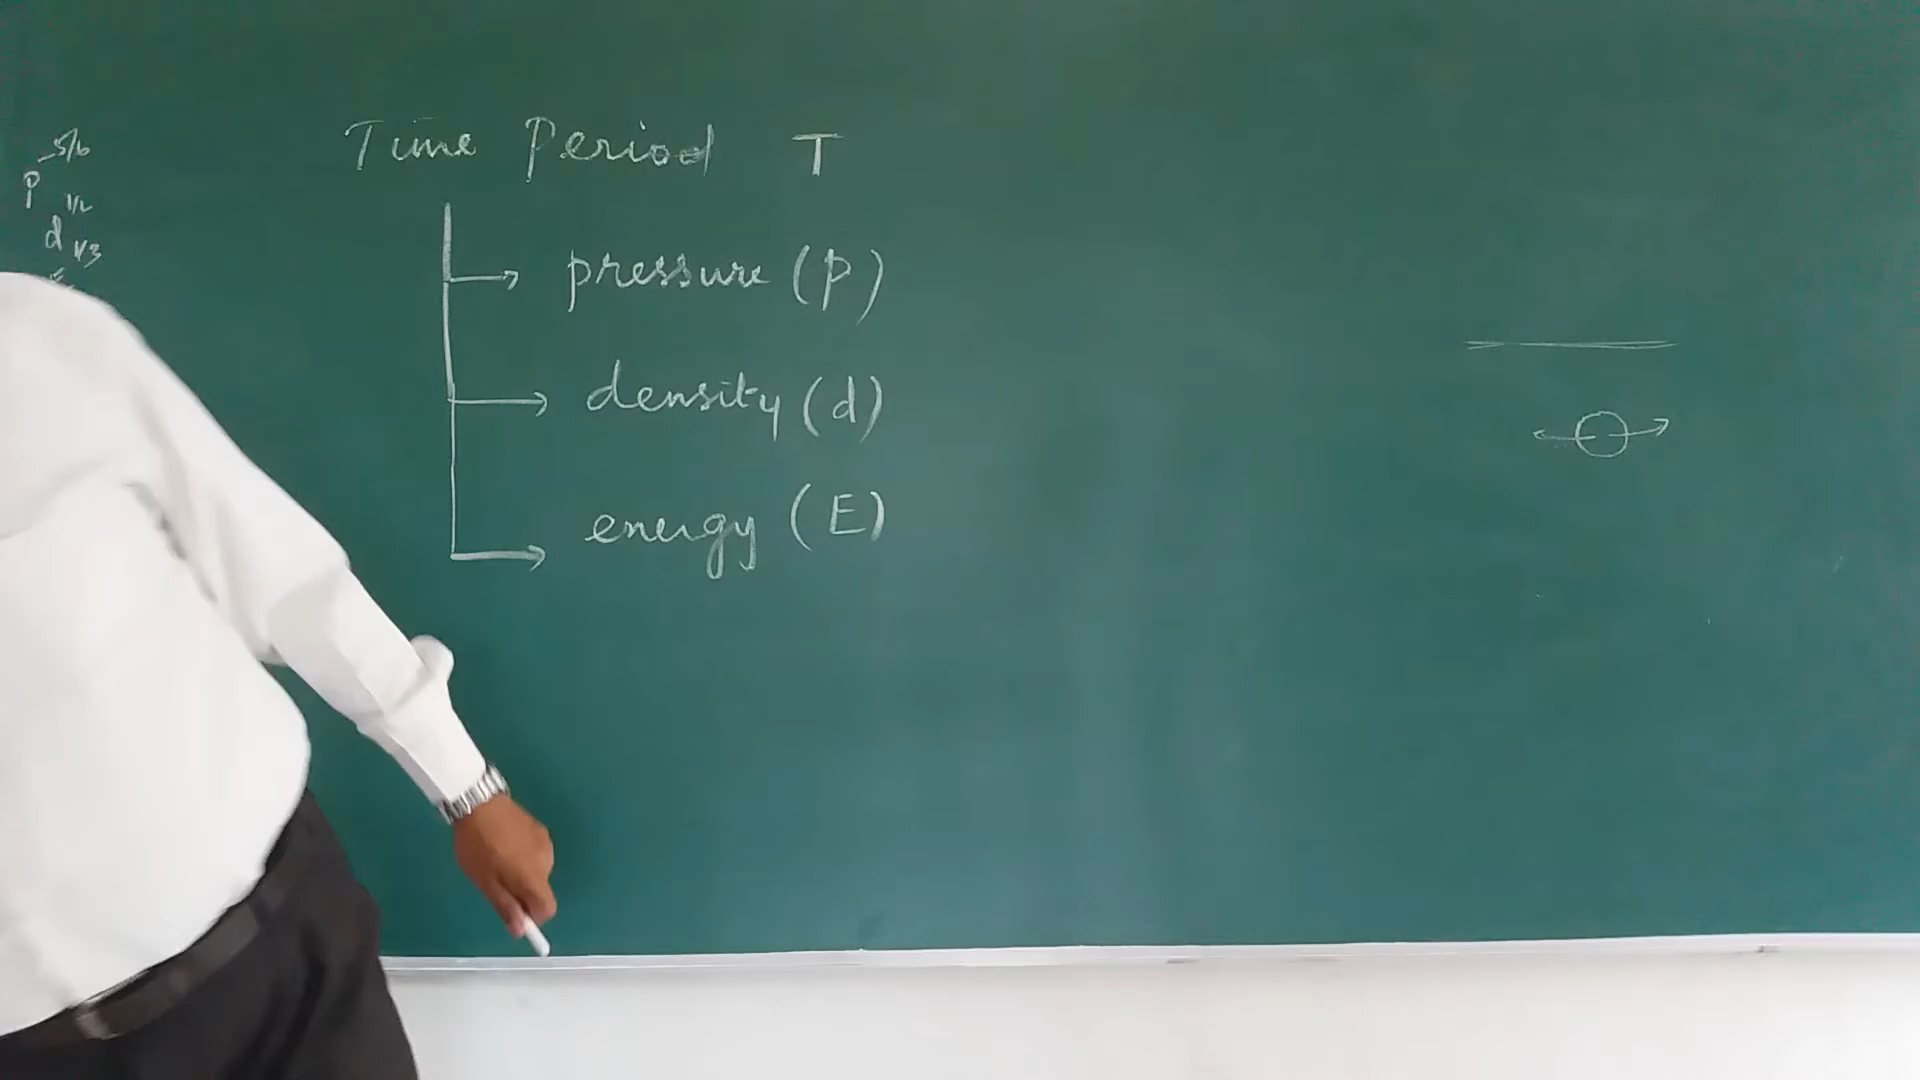 Time Period T
pressure (p)
density (d)
energy (E)
p -5/6
d 1/2
E 1/3